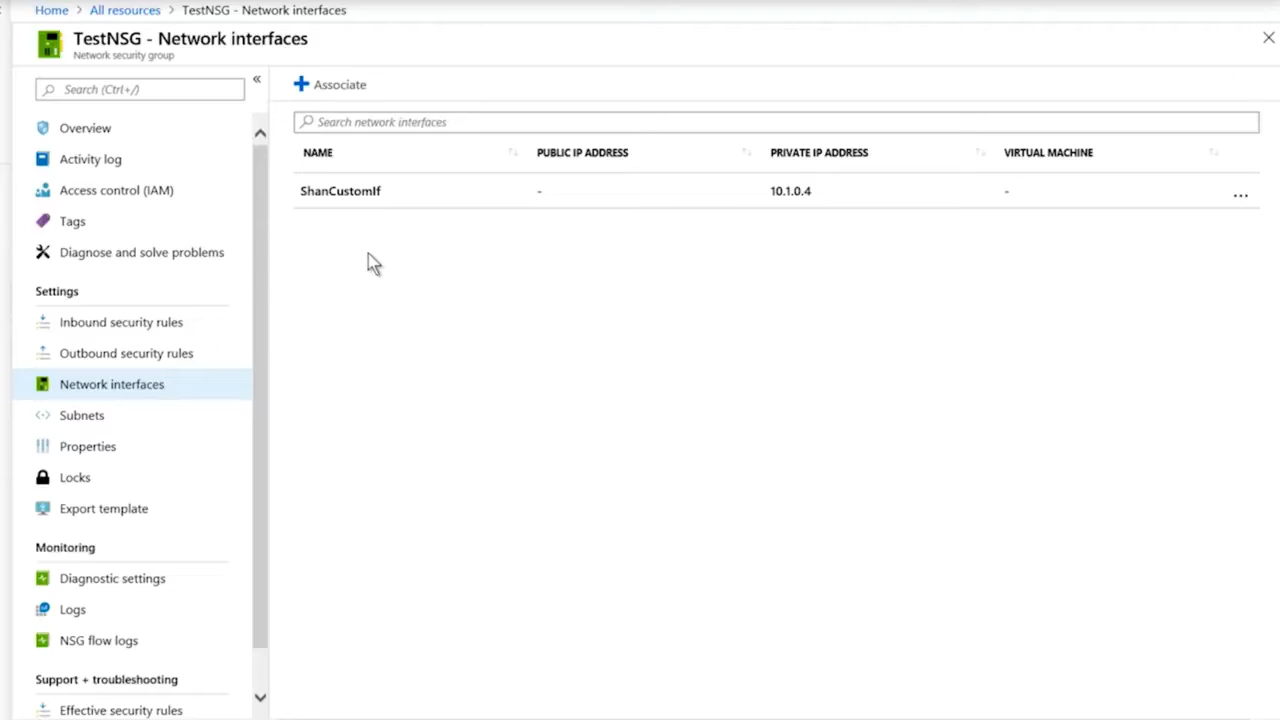 Home > All resources > TestNSG - Network interfaces
TestNSG - Network interfaces
Network security group
Search (Ctrl+/)
«
Overview
Activity log
Access control (IAM)
Tags
Diagnose and solve problems
Settings
Inbound security rules
Outbound security rules
Network interfaces
Subnets
Properties
Locks
Export template
Monitoring
Diagnostic settings
Logs
NSG flow logs
Support + troubleshooting
Effective security rules
Associate
Search network interfaces
NAME PUBLIC IP ADDRESS PRIVATE IP ADDRESS VIRTUAL MACHINE
ShanCustomIf - 10.1.0.4 - ...